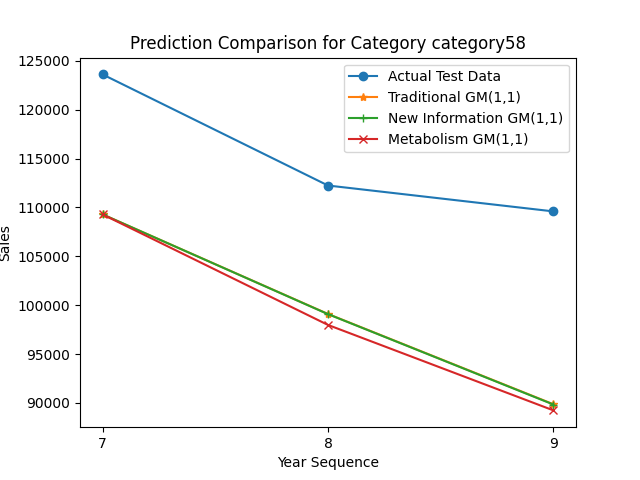 Prediction Comparison for Category category58
Actual Test Data
Traditional GM(1,1)
New Information GM(1,1)
Metabolism GM(1,1)
125000
120000
115000
110000
105000
100000
95000
90000
Sales
7
8
9
Year Sequence